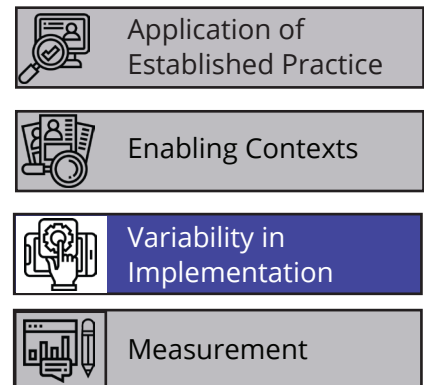 Application of
Established Practice
Enabling Contexts
Variability in
Implementation
Measurement